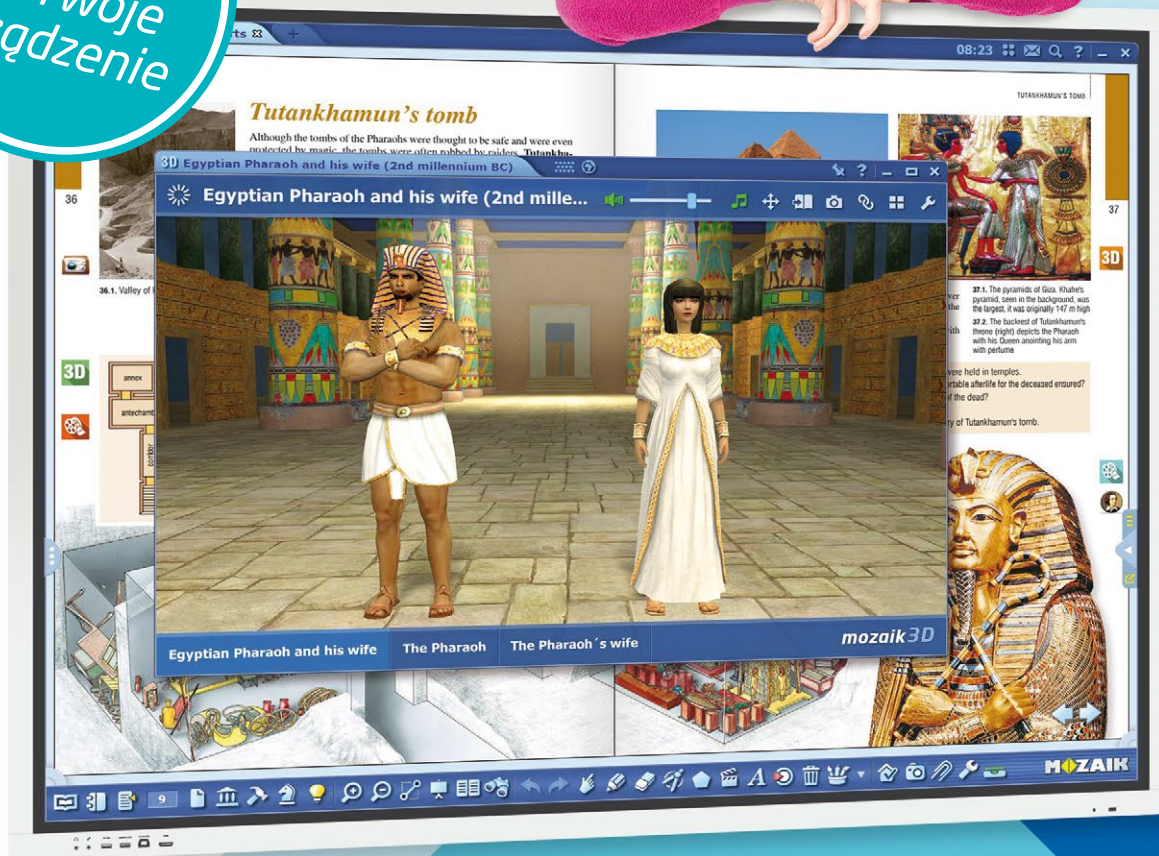 Twoje
ts
08:23
TUTANKHAMUN'S TOMB
Tutankhamun's tomb
Although the tombs of the Pharaohs were thought to be safe and were even
protected by magic, the tombs were often robbed by raiders. Tutankha-
3D Egyptian Pharaoh and his wife (2nd millennium BC)
Egyptian Pharaoh and his wife (2nd mille...
36
37
3D
36.1. Valley of
37.1. The pyramids of Giza. Khafre's
pyramid, seen in the background, was
the largest, it was originally 147 m high
37.2. The backrest of Tutankhamun's
throne (right) depicts the Pharaoh
with his Queen anointing his arm
with perfume
were held in temples.
rtable afterlife for the deceased ensured?
of the dead?
ry of Tutankhamun's tomb.
3D
annex
antechamb
corridor
Egyptian Pharaoh and his wife
The Pharaoh
The Pharaoh´s wife
mozaik3D
9
MOZAIK